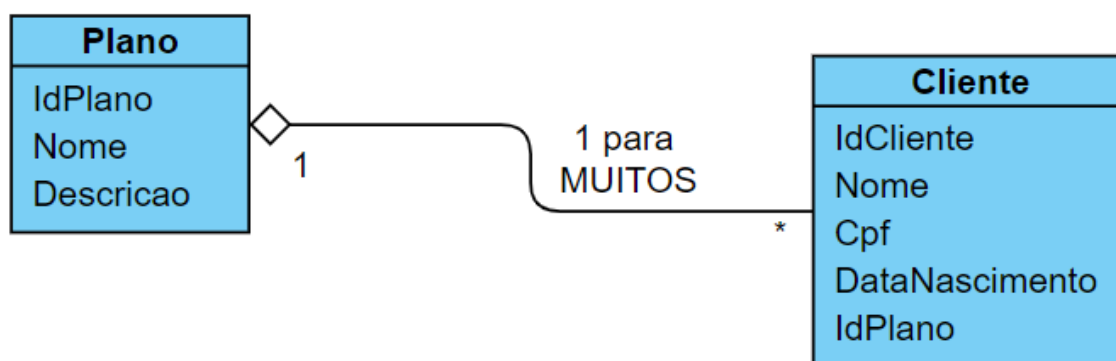 Plano
IdPlano
Nome
Descricao
1
1 para
MUITOS
*
Cliente
IdCliente
Nome
Cpf
DataNascimento
IdPlano